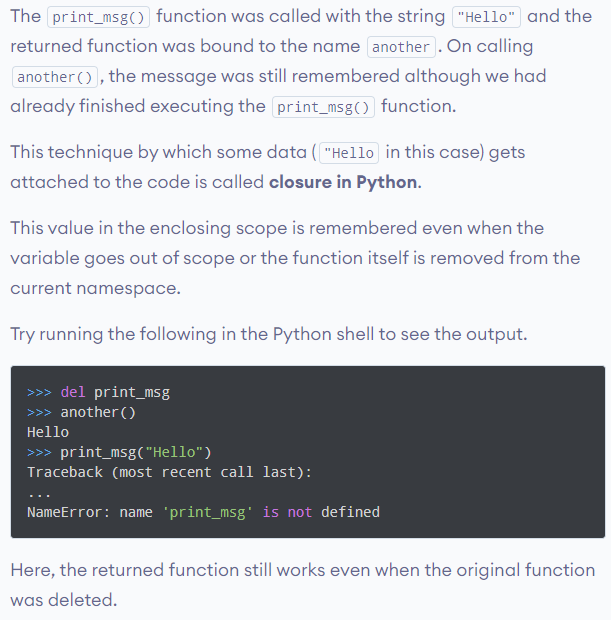 The print_msg() function was called with the string "Hello" and the
returned function was bound to the name another. On calling
another(), the message was still remembered although we had
already finished executing the print_msg() function.
This technique by which some data ("Hello in this case) gets
attached to the code is called closure in Python.
This value in the enclosing scope is remembered even when the
variable goes out of scope or the function itself is removed from the
current namespace.
Try running the following in the Python shell to see the output.
>>> del print_msg
>>> another()
Hello
>>> print_msg("Hello")
Traceback (most recent call last):
...
NameError: name 'print_msg' is not defined
Here, the returned function still works even when the original function
was deleted.